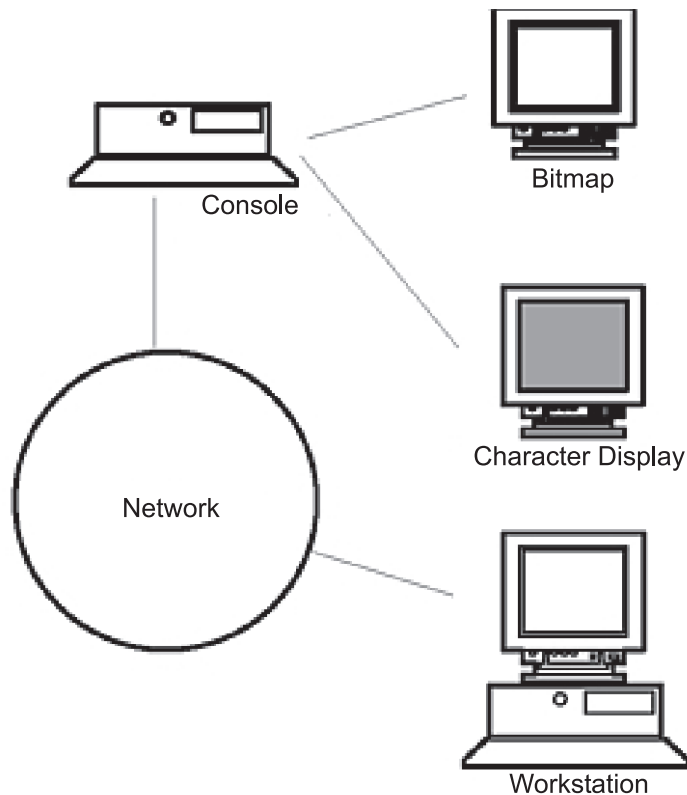 Bitmap
Console
Character Display
Network
Workstation